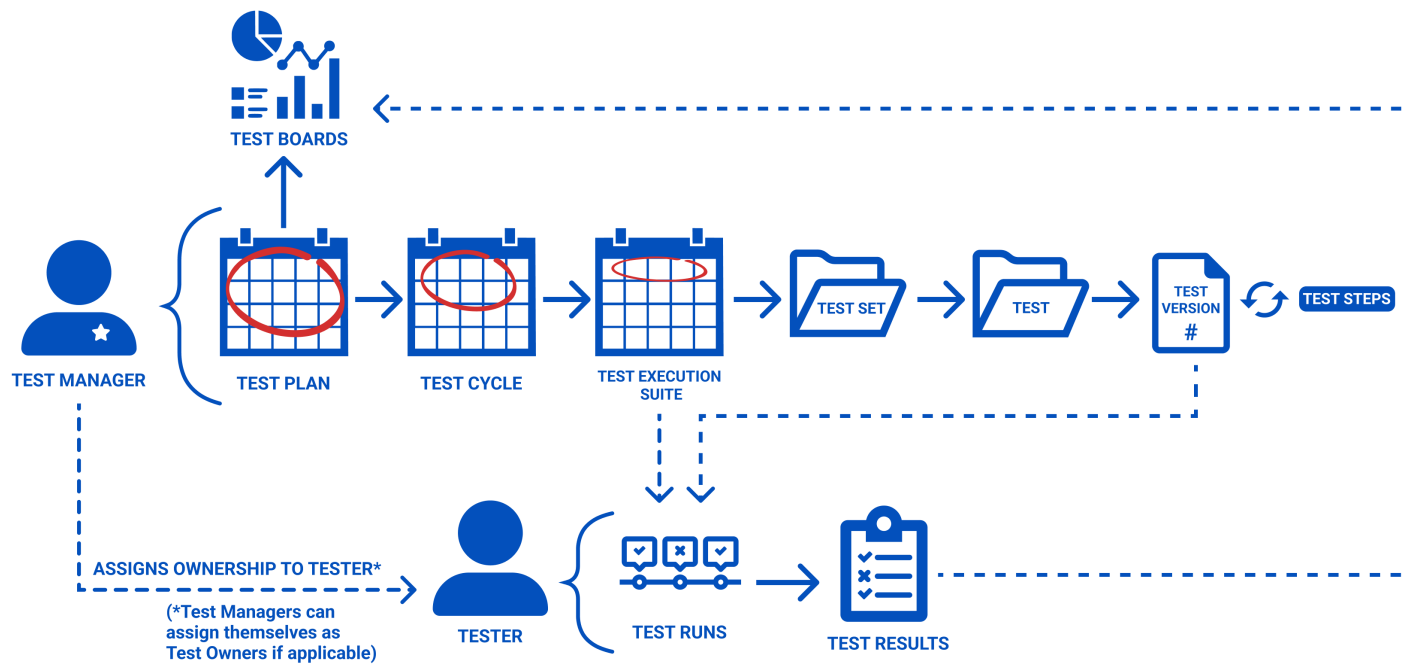 TEST BOARDS
TEST MANAGER
TEST PLAN
TEST CYCLE
TEST EXECUTION
SUITE
TEST SET
TEST
TEST
VERSION
#
TEST STEPS
ASSIGNS OWNERSHIP TO TESTER*
(*Test Managers can
assign themselves as
Test Owners if applicable)
TESTER
TEST RUNS
TEST RESULTS